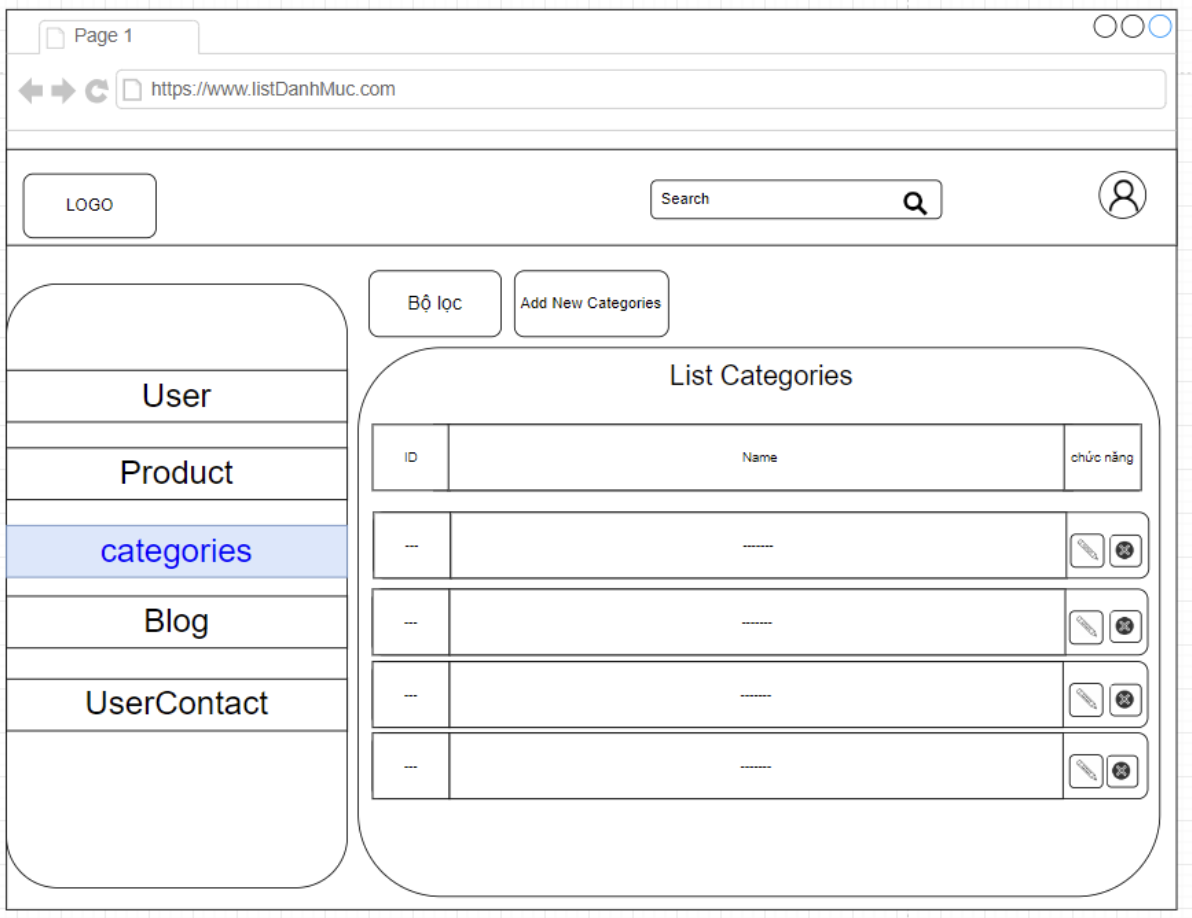 Page 1
https://www.listDanhMuc.com
LOGO
Search
Bộ lọc
Add New Categories
User
Product
categories
Blog
UserContact
List Categories
ID
Name
chức năng
---
-------
---
-------
---
-------
---
-------